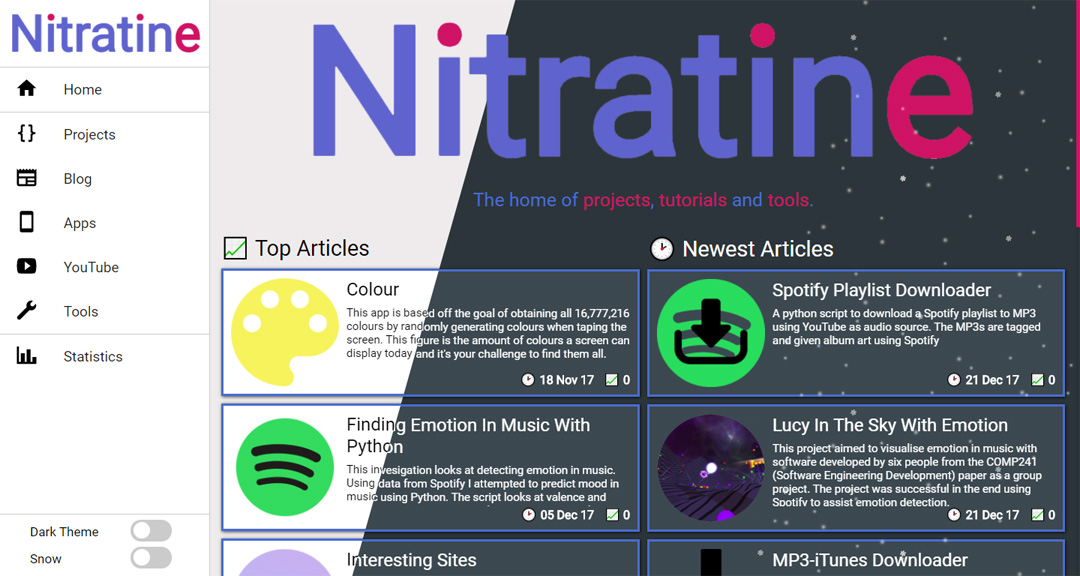 Nitratine
Home
Projects
Blog
Apps
YouTube
Tools
Statistics
Dark Theme
Snow
Nitratine
The home of projects, tutorials and tools.
Top Articles
Colour
This app is based off the goal of obtaining all 16,777,216
colours by randomly generating colours when taping the
screen. This figure is the amount of colours a screen can
display today and it's your challenge to find them all.
18 Nov 17 0
Finding Emotion In Music With
Python
This invesigation looks at detecting emotion in music.
Using data from Spotify I attempted to predict mood in
music using Python. The script looks at valence and
05 Dec 17 0
Interesting Sites
Newest Articles
Spotify Playlist Downloader
A python script to download a Spotify playlist to MP3
using YouTube as audio source. The MP3s are tagged
and given album art using Spotify
21 Dec 17 0
Lucy In The Sky With Emotion
This project aimed to visualise emotion in music with
software developed by six people from the COMP241
(Software Engineering Development) paper as a group
project. The project was successful in the end using
Spotify to assist emotion detection.
21 Dec 17 0
MP3-iTunes Downloader